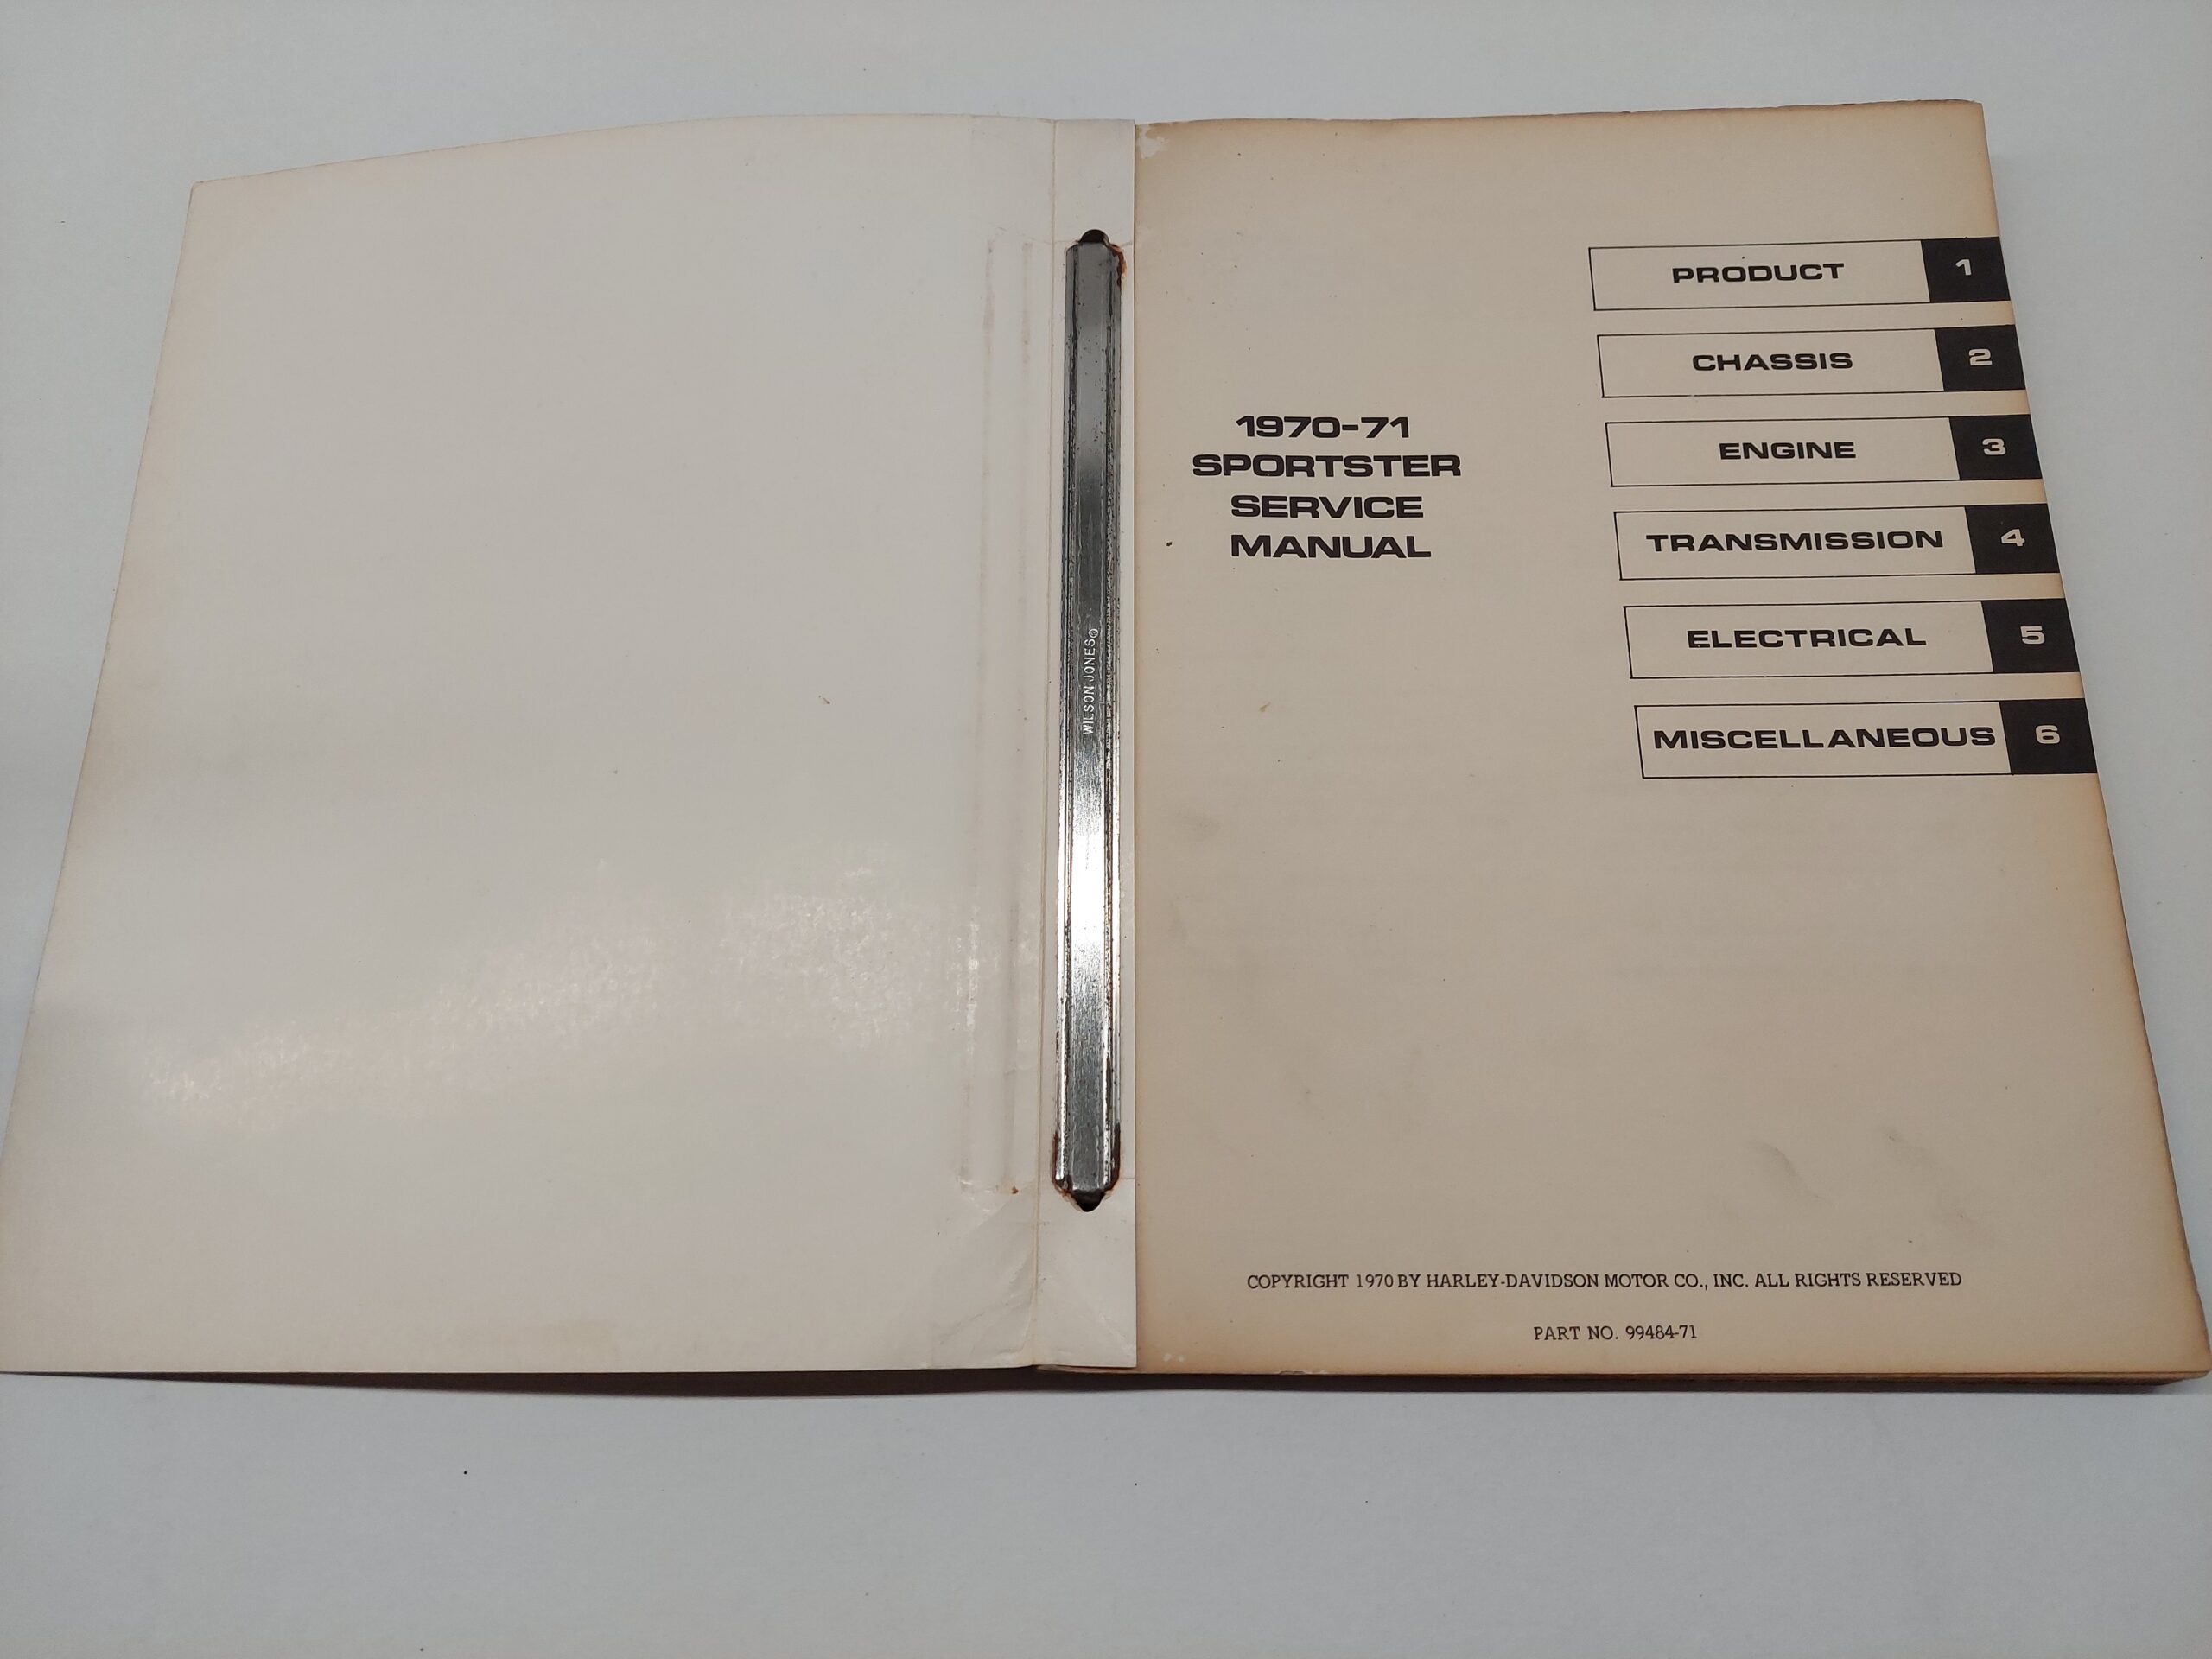 WILSON JONES®
1970-71
SPORTSTER
SERVICE
MANUAL
PRODUCT 1
CHASSIS 2
ENGINE 3
TRANSMISSION 4
ELECTRICAL 5
MISCELLANEOUS 6
COPYRIGHT 1970 BY HARLEY-DAVIDSON MOTOR CO., INC. ALL RIGHTS RESERVED
PART NO. 99484-71